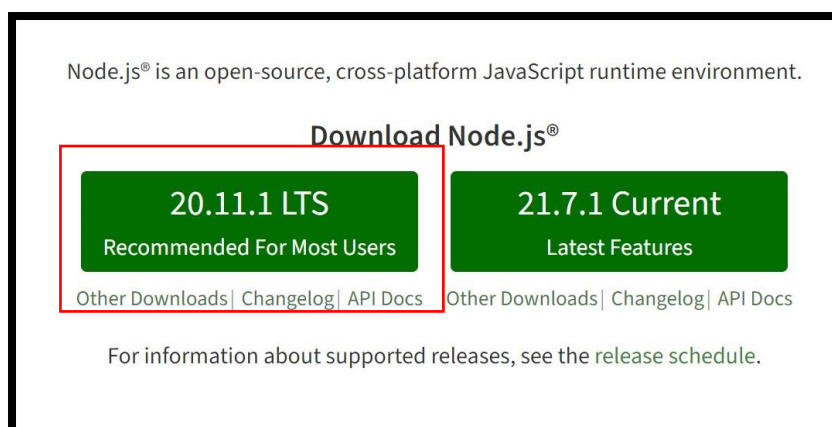 Node.js® is an open-source, cross-platform JavaScript runtime environment.
Download Node.js®
20.11.1 LTS
Recommended For Most Users
Other Downloads| Changelog| API Docs
21.7.1 Current
Latest Features
Other Downloads| Changelog| API Docs
For information about supported releases, see the release schedule.